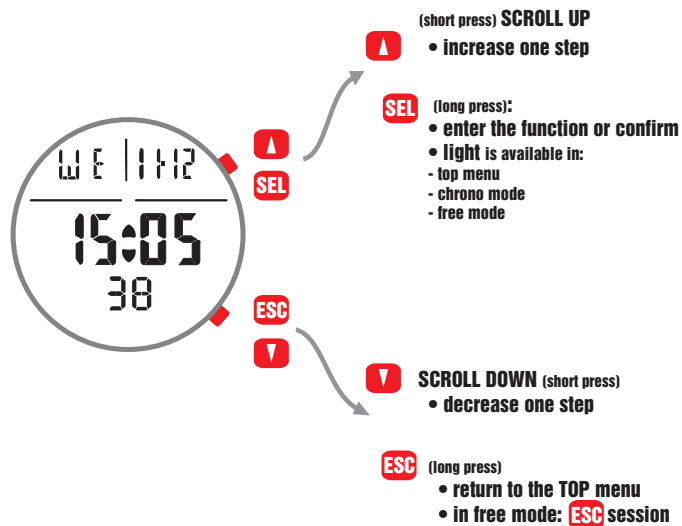 (short press) SCROLL UP
• increase one step
SEL (long press):
• enter the function or confirm
• light is available in:
- top menu
- chrono mode
- free mode
WE 11-12
15:05
38
SEL
ESC
SCROLL DOWN (short press)
• decrease one step
ESC (long press)
• return to the TOP menu
• in free mode: ESC session